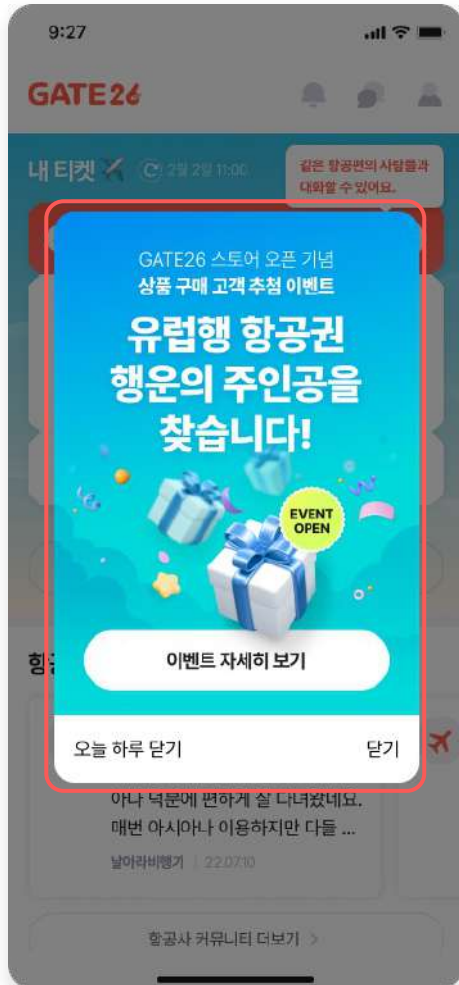 9:27
GATE26
내 티켓
2월 2일 11:00
같은 항공편의 사람들과
대화할 수 있어요.
GATE26 스토어 오픈 기념
상품 구매 고객 추첨 이벤트
유럽행 항공권
행운의 주인공을
찾습니다!
EVENT
OPEN
이벤트 자세히 보기
오늘 하루 닫기
닫기
아나 덕분에 편하게 잘 다녀왔네요.
매번 아시아나 이용하지만 다들 ...
날아라비행기 | 22.07.10
항공사 커뮤니티 더보기 >